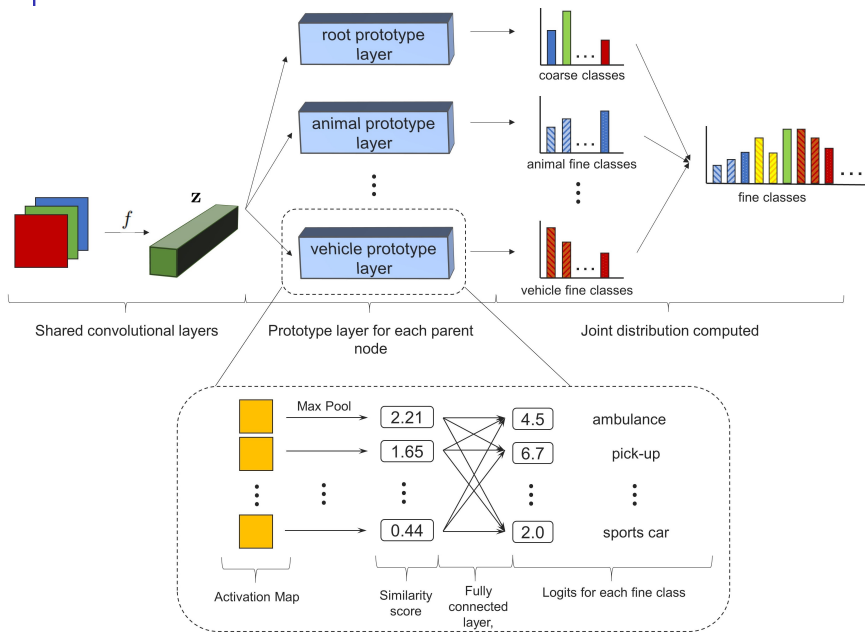 root prototype
layer
coarse classes
animal prototype
layer
animal fine classes
fine classes
z
f
vehicle prototype
layer
vehicle fine classes
Shared convolutional layers
Prototype layer for each parent
node
Joint distribution computed
Max Pool
2.21
4.5
ambulance
1.65
6.7
pick-up
0.44
2.0
sports car
Activation Map
Similarity
score
Fully
connected
layer,
Logits for each fine class